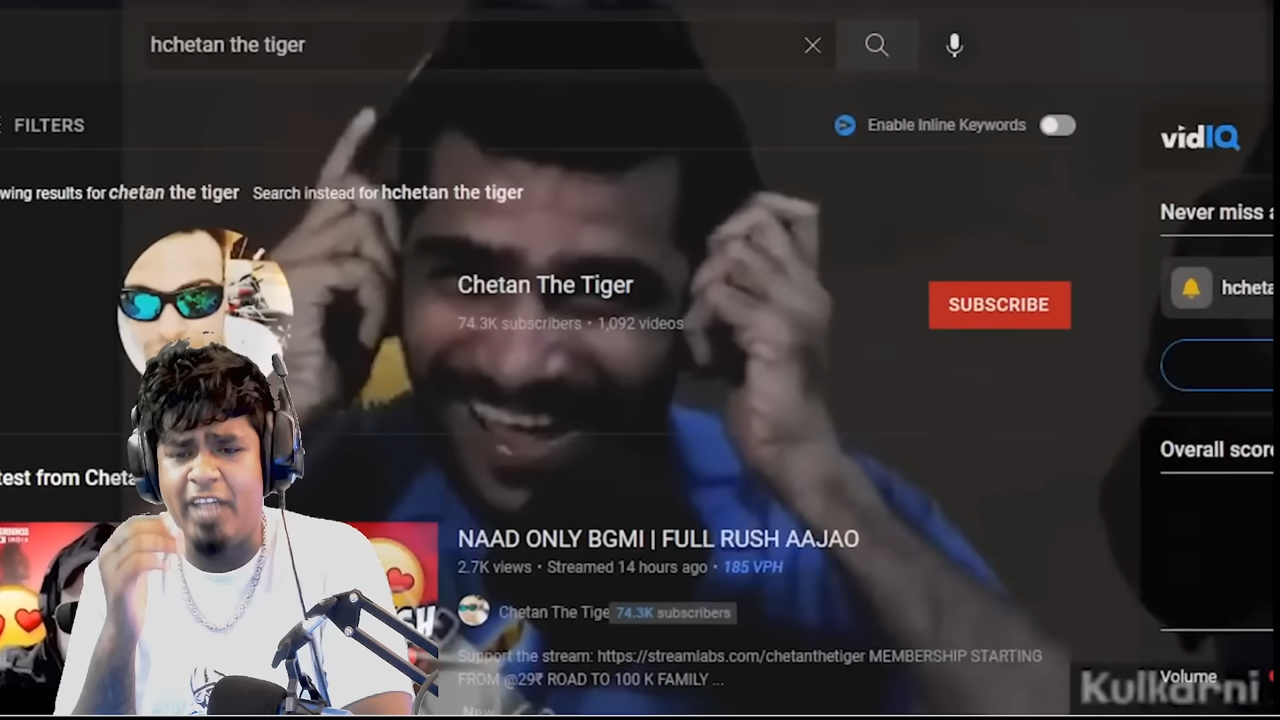 hchetan the tiger
FILTERS
Enable Inline Keywords
vidIQ
wing results for chetan the tiger Search instead for hchetan the tiger
Never miss a
Chetan The Tiger
SUBSCRIBE
hcheta
74.3K subscribers • 1,092 videos
Overall score
test from Cheta
NAAD ONLY BGMI | FULL RUSH AAJAO
2.7K views • Streamed 14 hours ago • 185 VPH
Chetan The Tige 74.3K subscribers
Support the stream: https://streamlabs.com/chetanthetiger MEMBERSHIP STARTING
FROM @29₹ ROAD TO 100 K FAMILY ...
Volume
Kulkarni
New